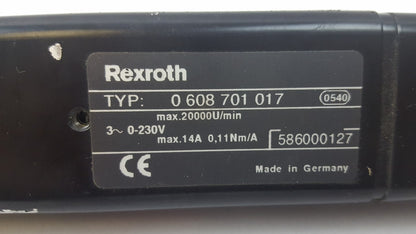 Rexroth
TYP: 0 608 701 017 0540
max.20000U/min
3~ 0-230V
max.14A 0,11Nm/A 586000127
CE Made in Germany